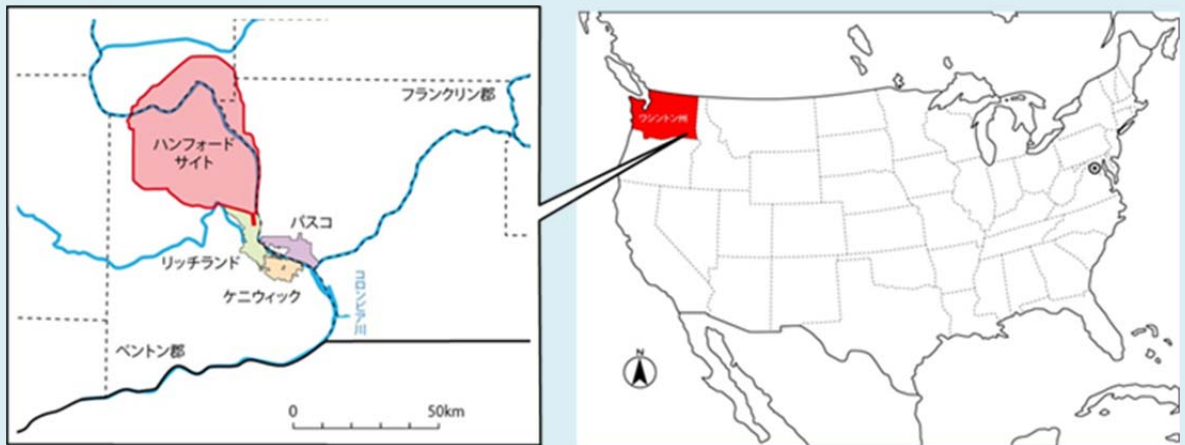 フランクリン郡
ハンフォード
サイト
パスコ
リッチランド
ケニウィック
コロンビア川
ベントン郡
0 50km
ワシントン州
N